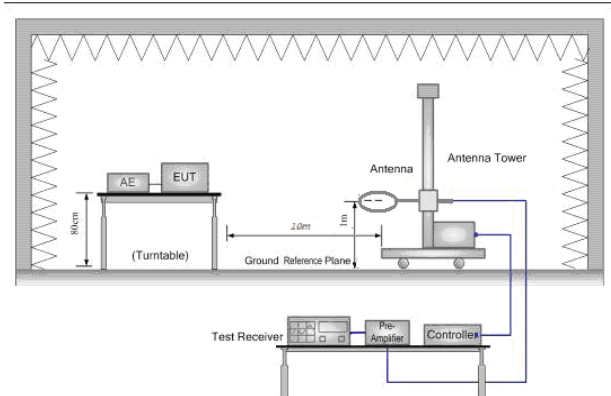 Antenna Tower
Antenna
EUT
AE
80cm
10m
1m
(Turntable)
Ground Reference Plane
Test Receiver
Pre-
Amplifier
Controller